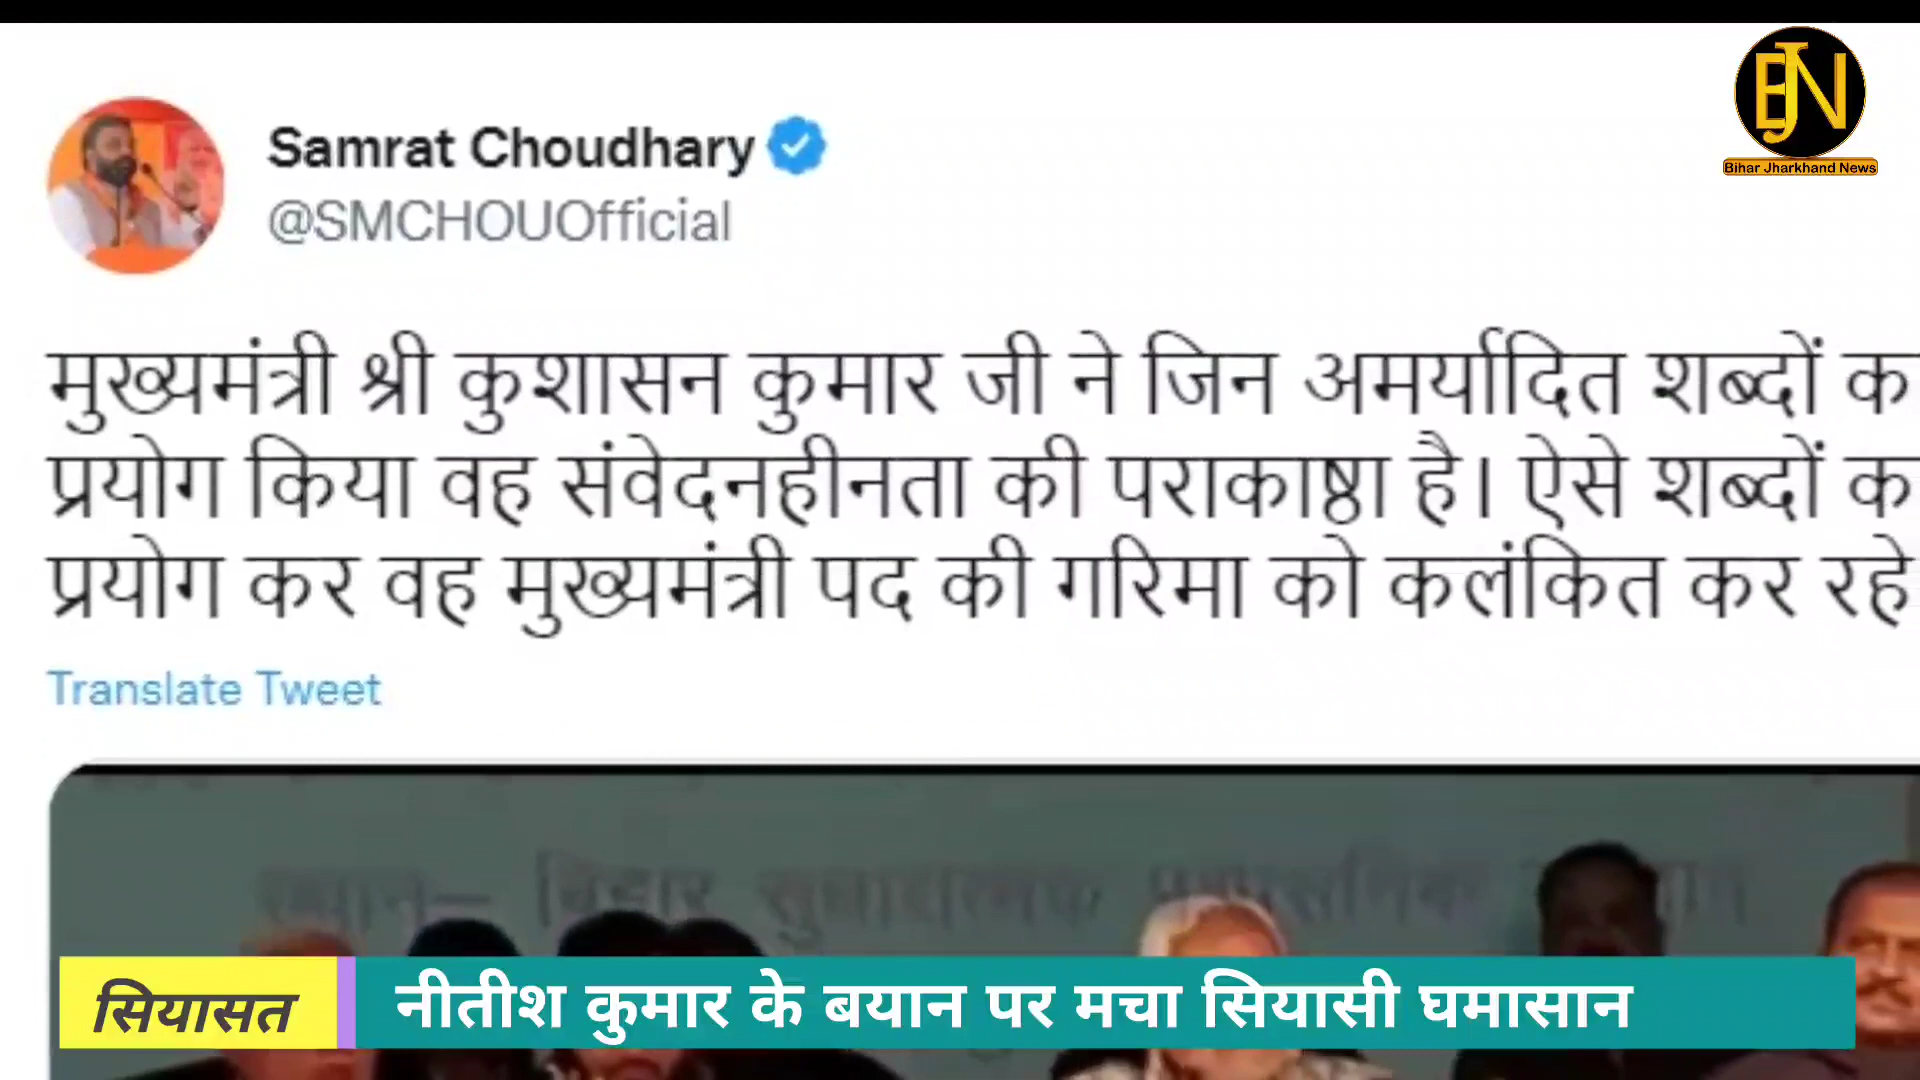 BJN
Bihar Jharkhand News
Samrat Choudhary
@SMCHOUOfficial
मुख्यमंत्री श्री कुशासन कुमार जी ने जिन अमर्यादित शब्दों क
प्रयोग किया वह संवेदनहीनता की पराकाष्ठा है। ऐसे शब्दों क
प्रयोग कर वह मुख्यमंत्री पद की गरिमा को कलंकित कर रहे
Translate Tweet
स्थान– बिहार
सियासत
नीतीश कुमार के बयान पर मचा सियासी घमासान